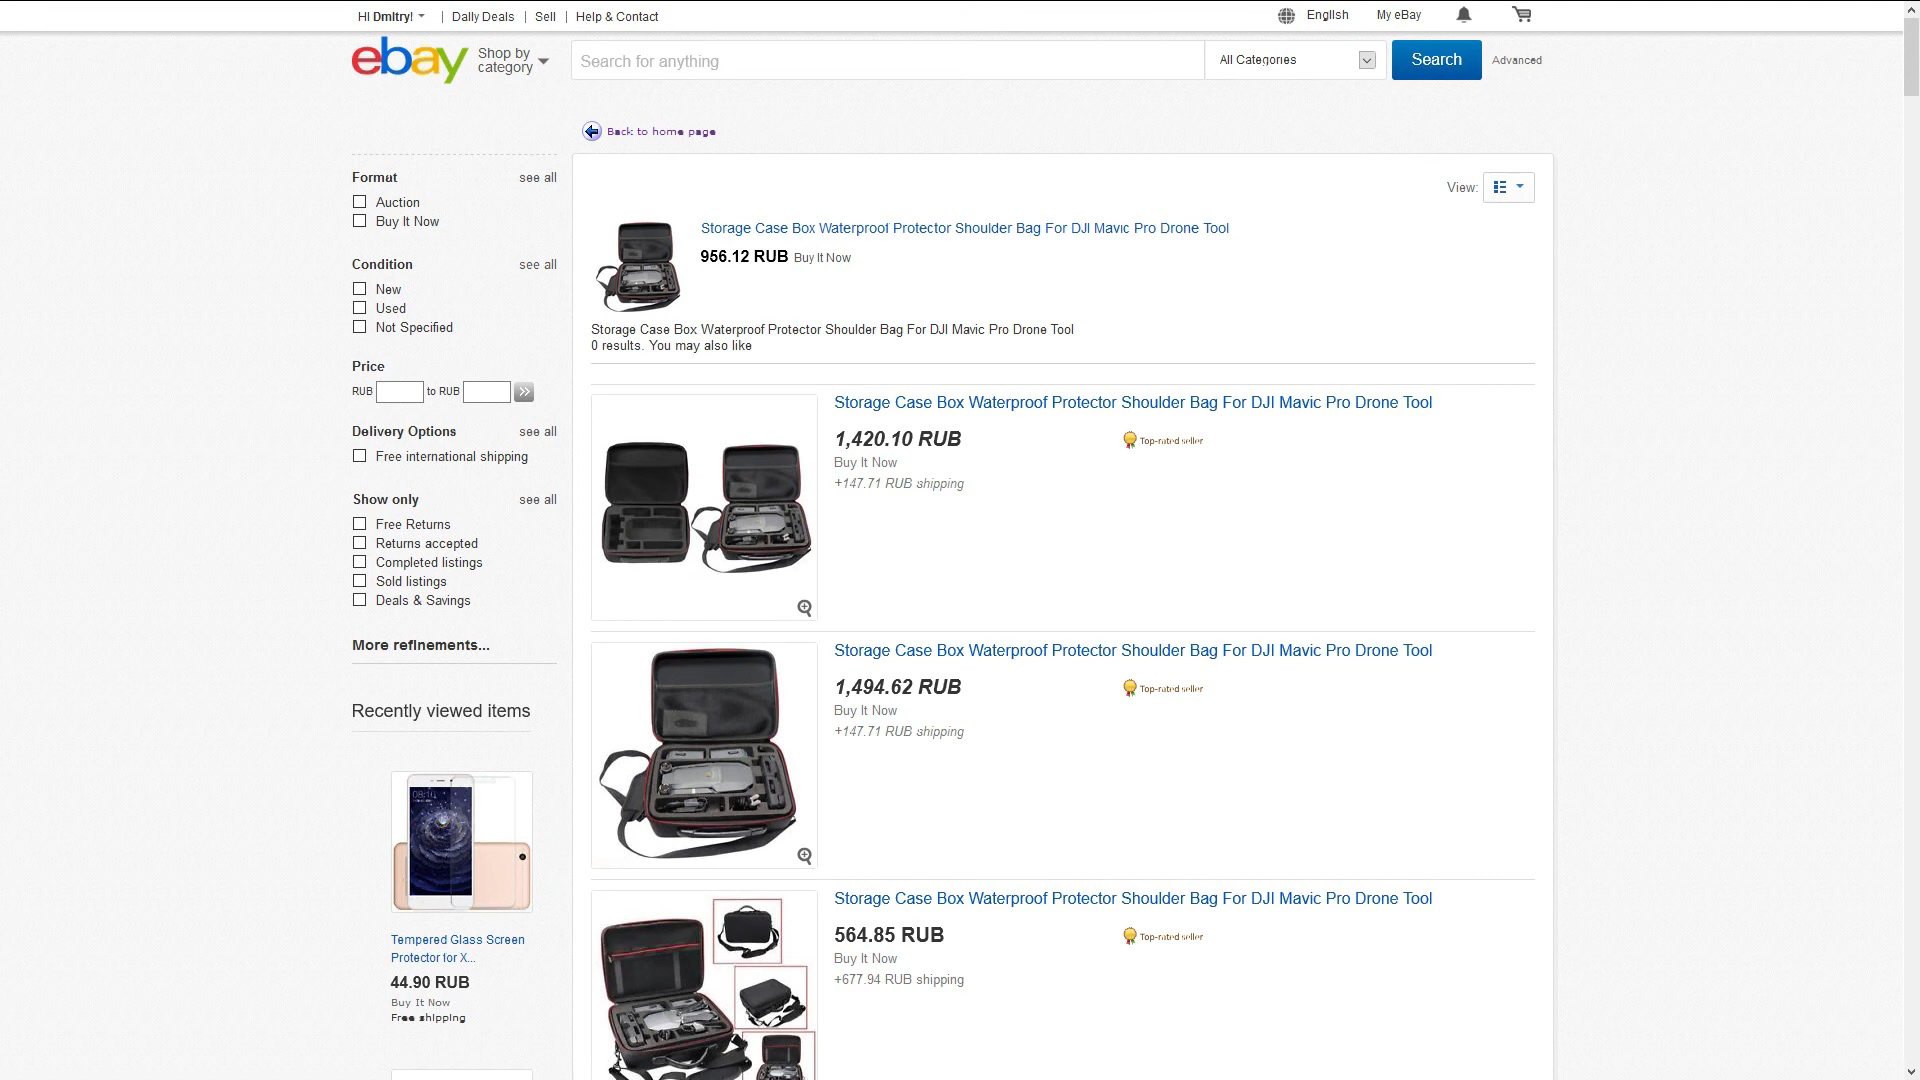 Hi Dmitry!
Daily Deals
Sell
Help & Contact
English
My eBay
ebay
Shop by
category
Search for anything
All Categories
Search
Advanced
Back to home page
Format see all
Auction
Buy It Now
Condition see all
New
Used
Not Specified
Price
RUB to RUB
Delivery Options see all
Free international shipping
Show only see all
Free Returns
Returns accepted
Completed listings
Sold listings
Deals & Savings
More refinements...
Recently viewed items
08:10
Tempered Glass Screen
Protector for X...
44.90 RUB
Buy It Now
Free shipping
View:
Storage Case Box Waterproof Protector Shoulder Bag For DJI Mavic Pro Drone Tool
956.12 RUB Buy It Now
Storage Case Box Waterproof Protector Shoulder Bag For DJI Mavic Pro Drone Tool
0 results. You may also like
Storage Case Box Waterproof Protector Shoulder Bag For DJI Mavic Pro Drone Tool
1,420.10 RUB
Top-rated seller
Buy It Now
+147.71 RUB shipping
Storage Case Box Waterproof Protector Shoulder Bag For DJI Mavic Pro Drone Tool
1,494.62 RUB
Top-rated seller
Buy It Now
+147.71 RUB shipping
Storage Case Box Waterproof Protector Shoulder Bag For DJI Mavic Pro Drone Tool
564.85 RUB
Top-rated seller
Buy It Now
+677.94 RUB shipping